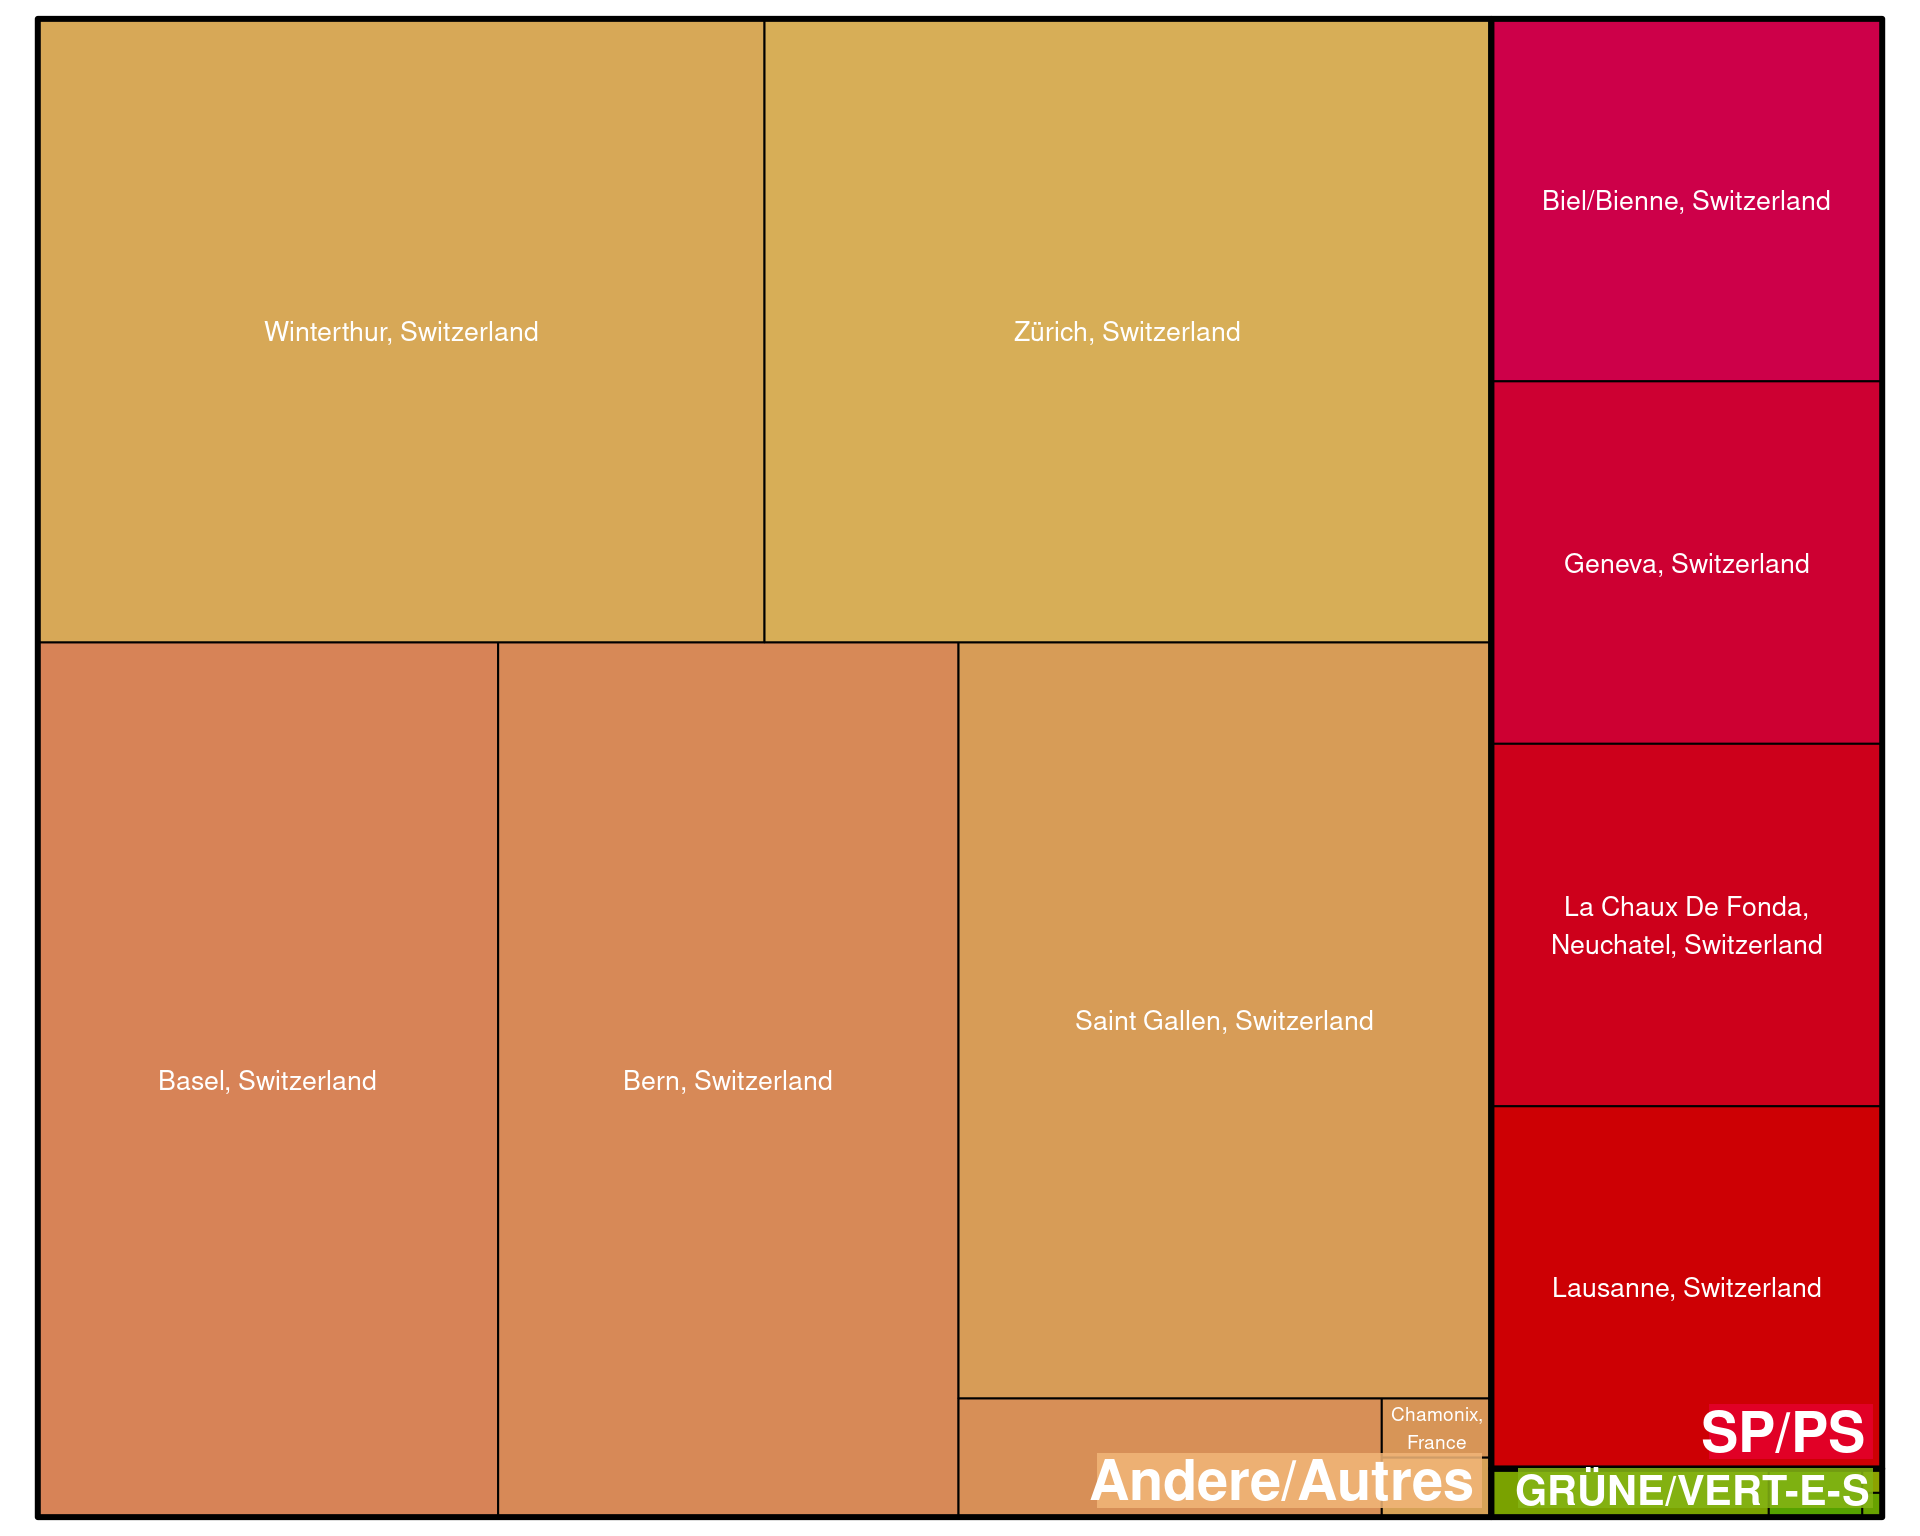 Winterthur, Switzerland
Zürich, Switzerland
Biel/Bienne, Switzerland
Geneva, Switzerland
La Chaux De Fonda,
Neuchatel, Switzerland
Saint Gallen, Switzerland
Basel, Switzerland
Bern, Switzerland
Lausanne, Switzerland
Chamonix,
France
SP/PS
Andere/Autres
GRÜNE/VERT-E-S